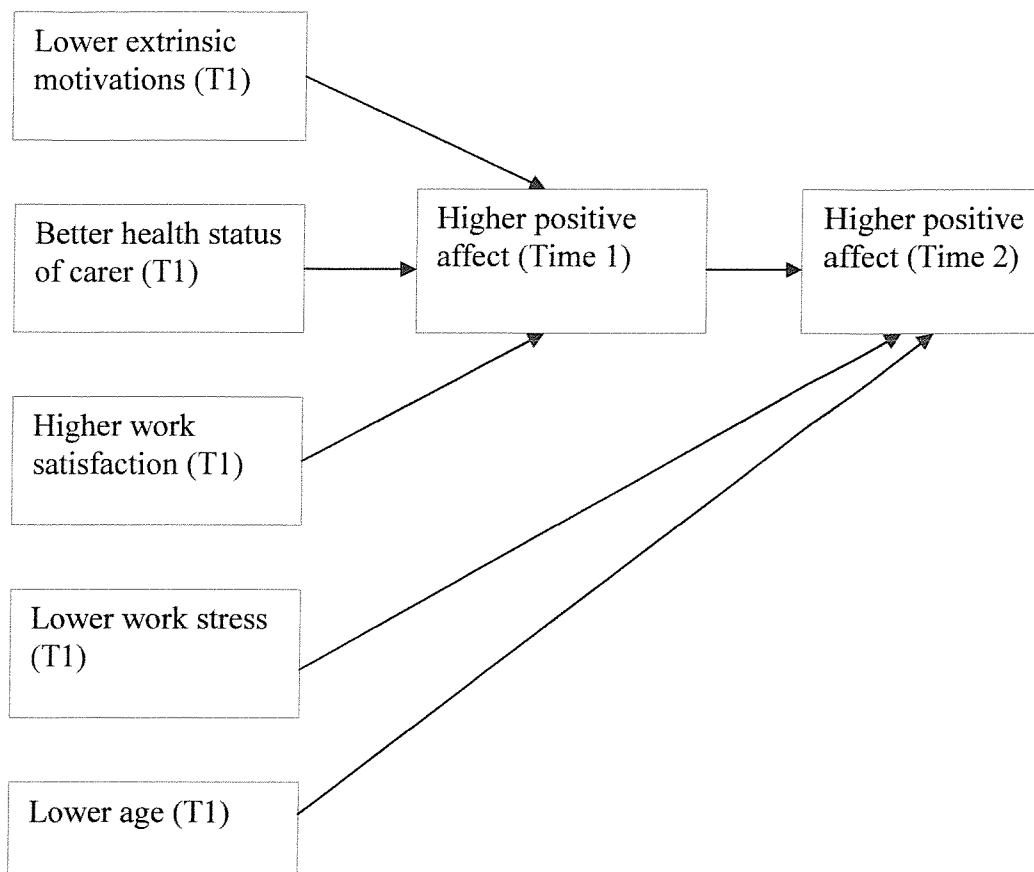 Lower extrinsic
motivations (T1)
Better health status
of carer (T1)
Higher work
satisfaction (T1)
Lower work stress
(T1)
Lower age (T1)
Higher positive
affect (Time 1)
Higher positive
affect (Time 2)